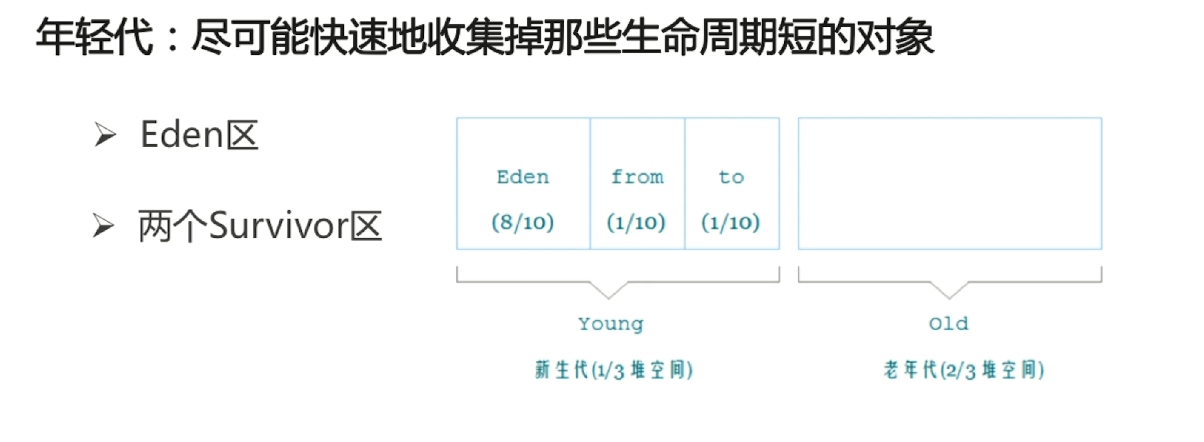 年轻代：尽可能快速地收集掉那些生命周期短的对象
➢ Eden区
➢ 两个Survivor区
Eden from to
(8/10) (1/10) (1/10)
Young Old
新生代(1/3 堆空间) 老年代(2/3 堆空间)